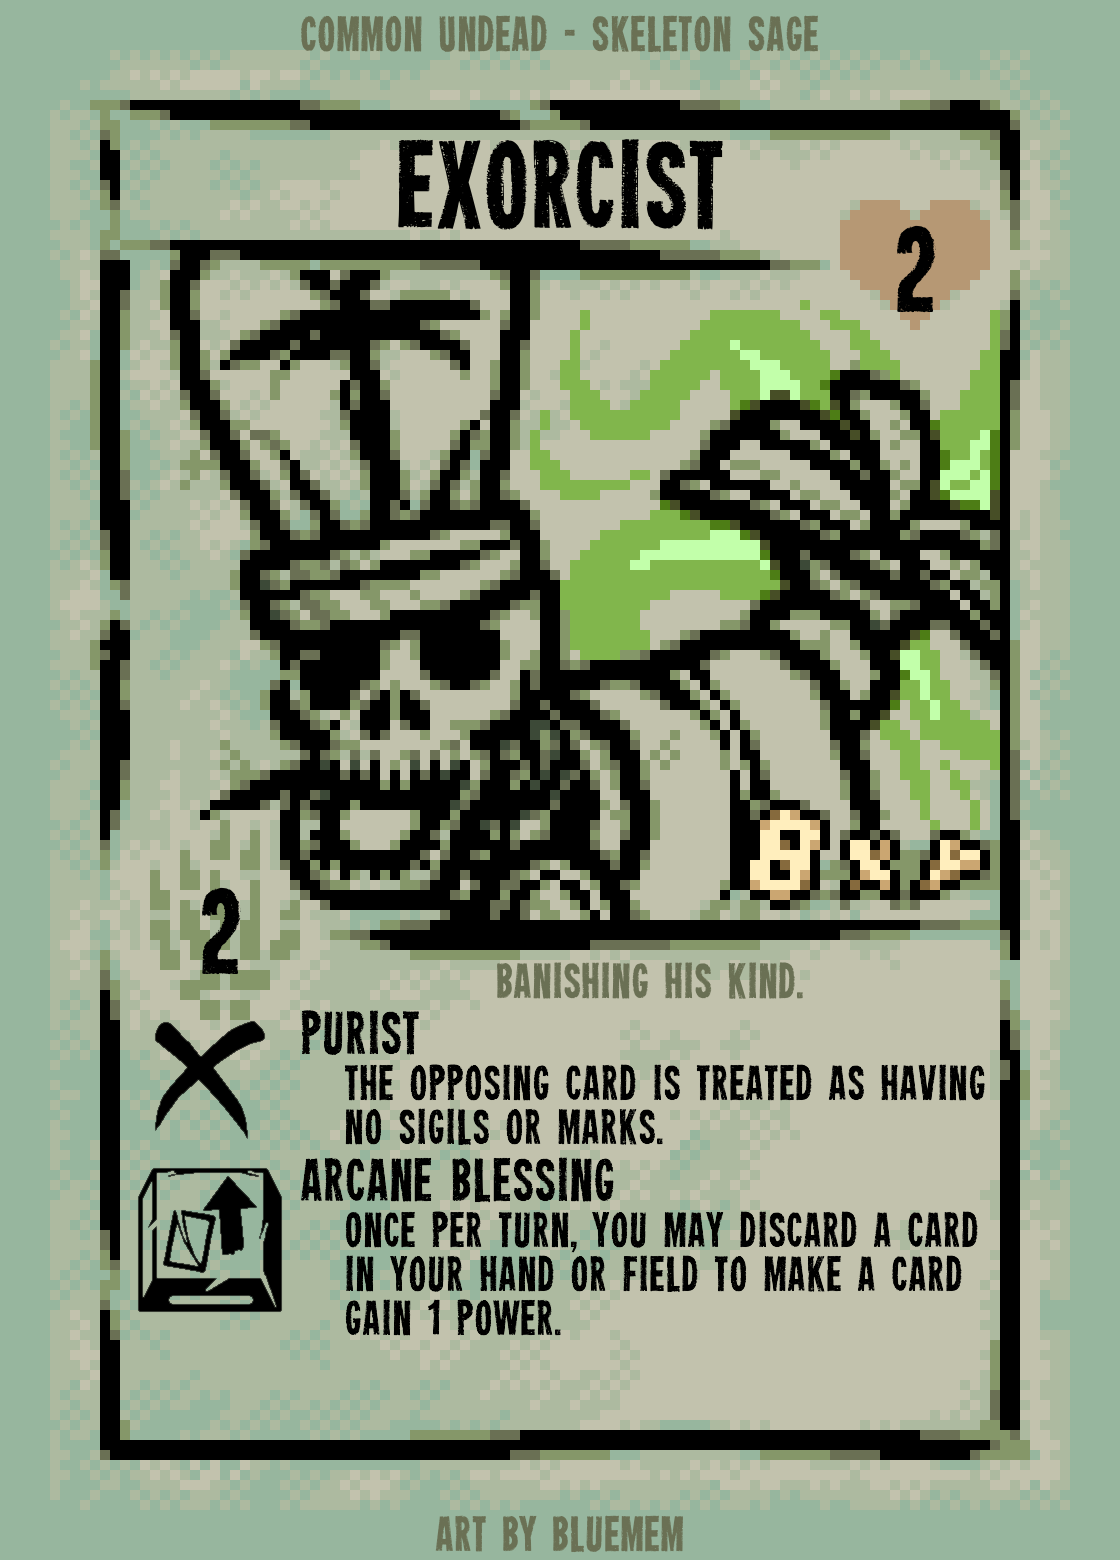 COMMON UNDEAD - SKELETON SAGE
EXORCIST
2
8 x Y
2
BANISHING HIS KIND.
PURIST
THE OPPOSING CARD IS TREATED AS HAVING
NO SIGILS OR MARKS.
ARCANE BLESSING
ONCE PER TURN, YOU MAY DISCARD A CARD
IN YOUR HAND OR FIELD TO MAKE A CARD
GAIN 1 POWER.
ART BY BLUEMEM